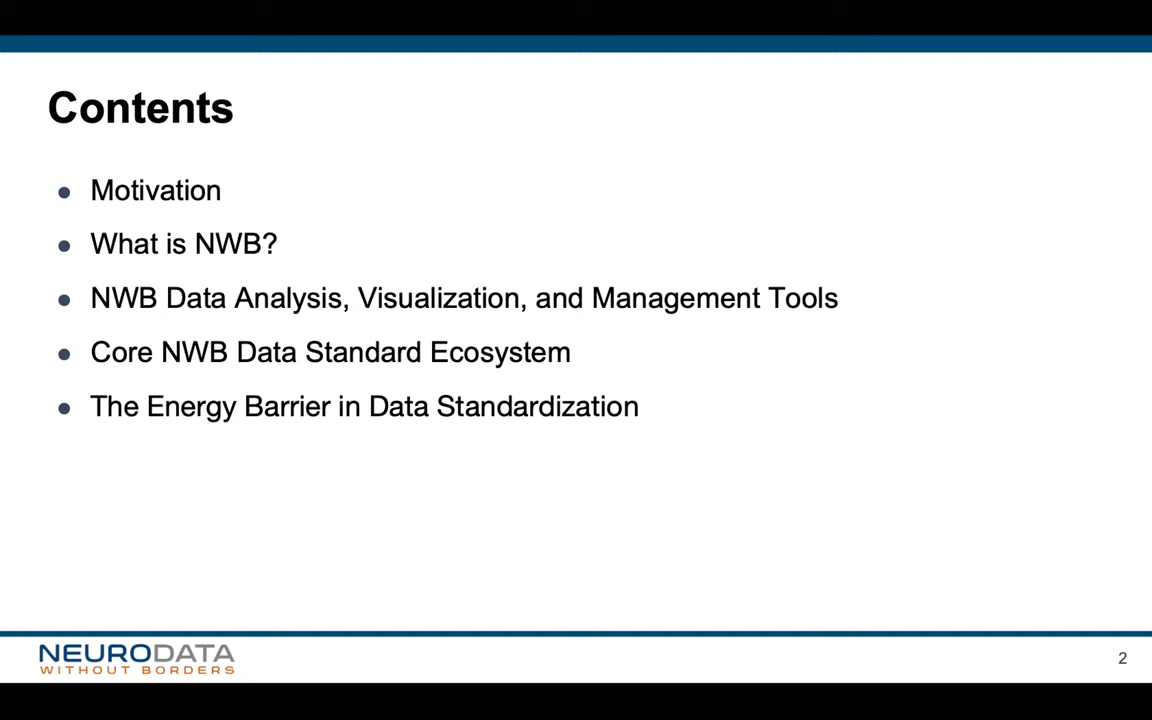 Contents
● Motivation
● What is NWB?
● NWB Data Analysis, Visualization, and Management Tools
● Core NWB Data Standard Ecosystem
● The Energy Barrier in Data Standardization
NEURODATA
WITHOUT BORDERS
2